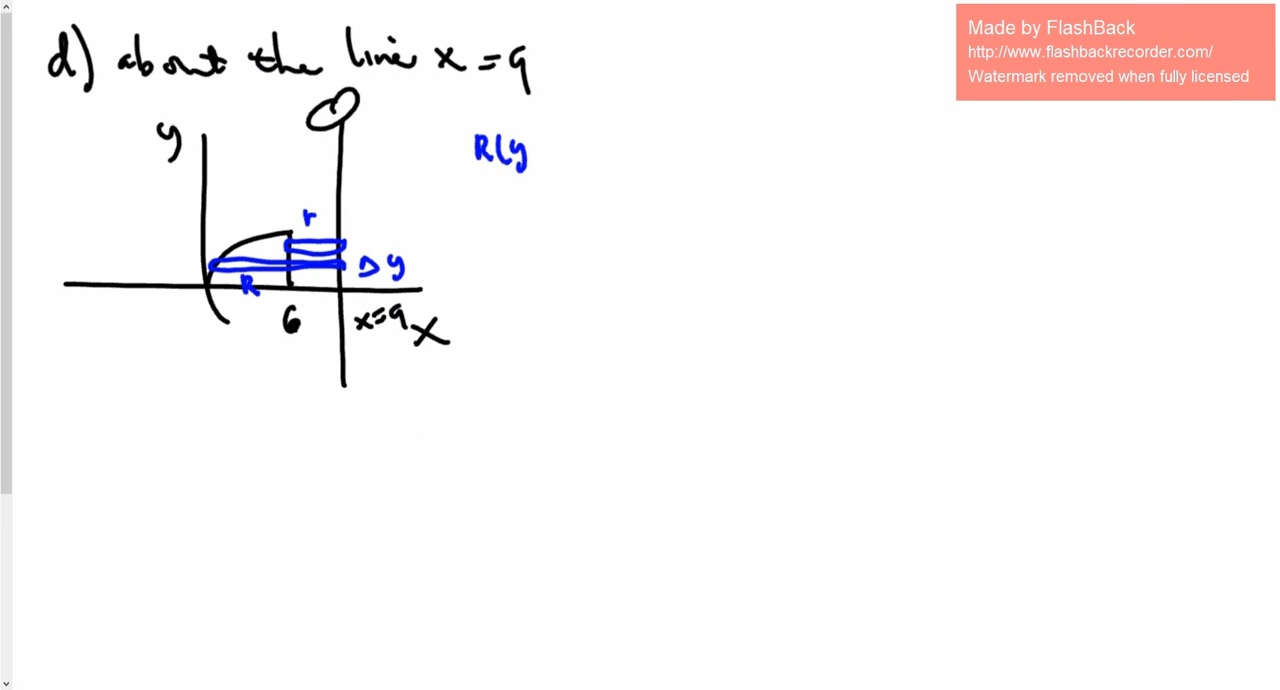 d) about the line x = 9
Made by FlashBack
http://www.flashbackrecorder.com/
Watermark removed when fully licensed
y
R(y
r
Δy
R
6
x=9
x